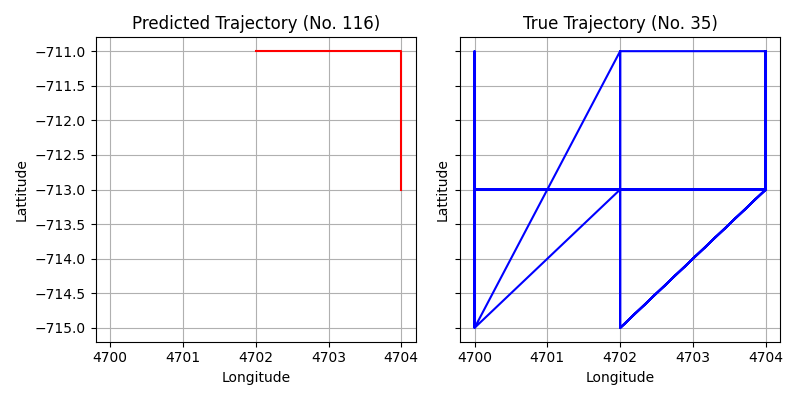 Predicted Trajectory (No. 116)
True Trajectory (No. 35)
Lattitude
−711.0
−711.5
−712.0
−712.5
−713.0
−713.5
−714.0
−714.5
−715.0
4700 4701 4702 4703 4704
Longitude
Lattitude
4700 4701 4702 4703 4704
Longitude